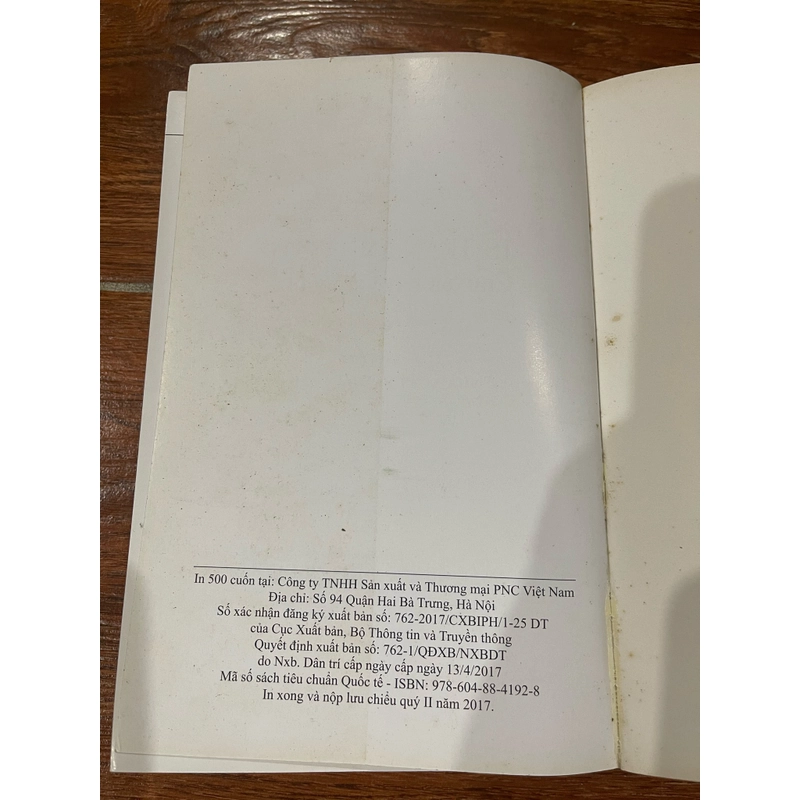 In 500 cuốn tại: Công ty TNHH Sản xuất và Thương mại PNC Việt Nam
Địa chỉ: Số 94 Quận Hai Bà Trưng, Hà Nội
Số xác nhận đăng ký xuất bản số: 762-2017/CXBIPH/1-25 DT
của Cục Xuất bản, Bộ Thông tin và Truyền thông
Quyết định xuất bản số: 762-1/QĐXB/NXBDT
do Nxb. Dân trí cấp ngày cấp ngày 13/4/2017
Mã số sách tiêu chuẩn Quốc tế - ISBN: 978-604-88-4192-8
In xong và nộp lưu chiểu quý II năm 2017.